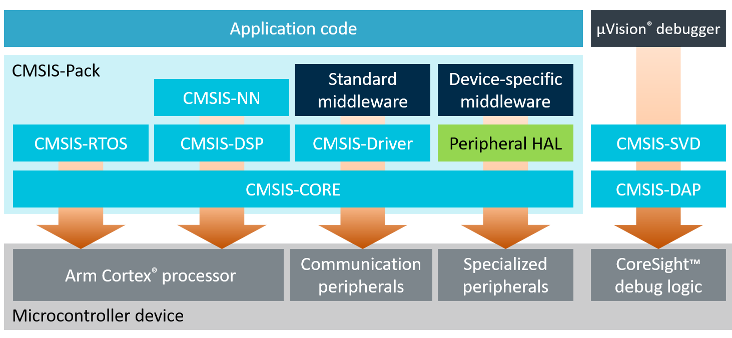 Application code
µVision® debugger
CMSIS-Pack
CMSIS-NN
Standard
middleware
Device-specific
middleware
CMSIS-RTOS
CMSIS-DSP
CMSIS-Driver
Peripheral HAL
CMSIS-SVD
CMSIS-CORE
CMSIS-DAP
Arm Cortex® processor
Communication
peripherals
Specialized
peripherals
CoreSight™
debug logic
Microcontroller device